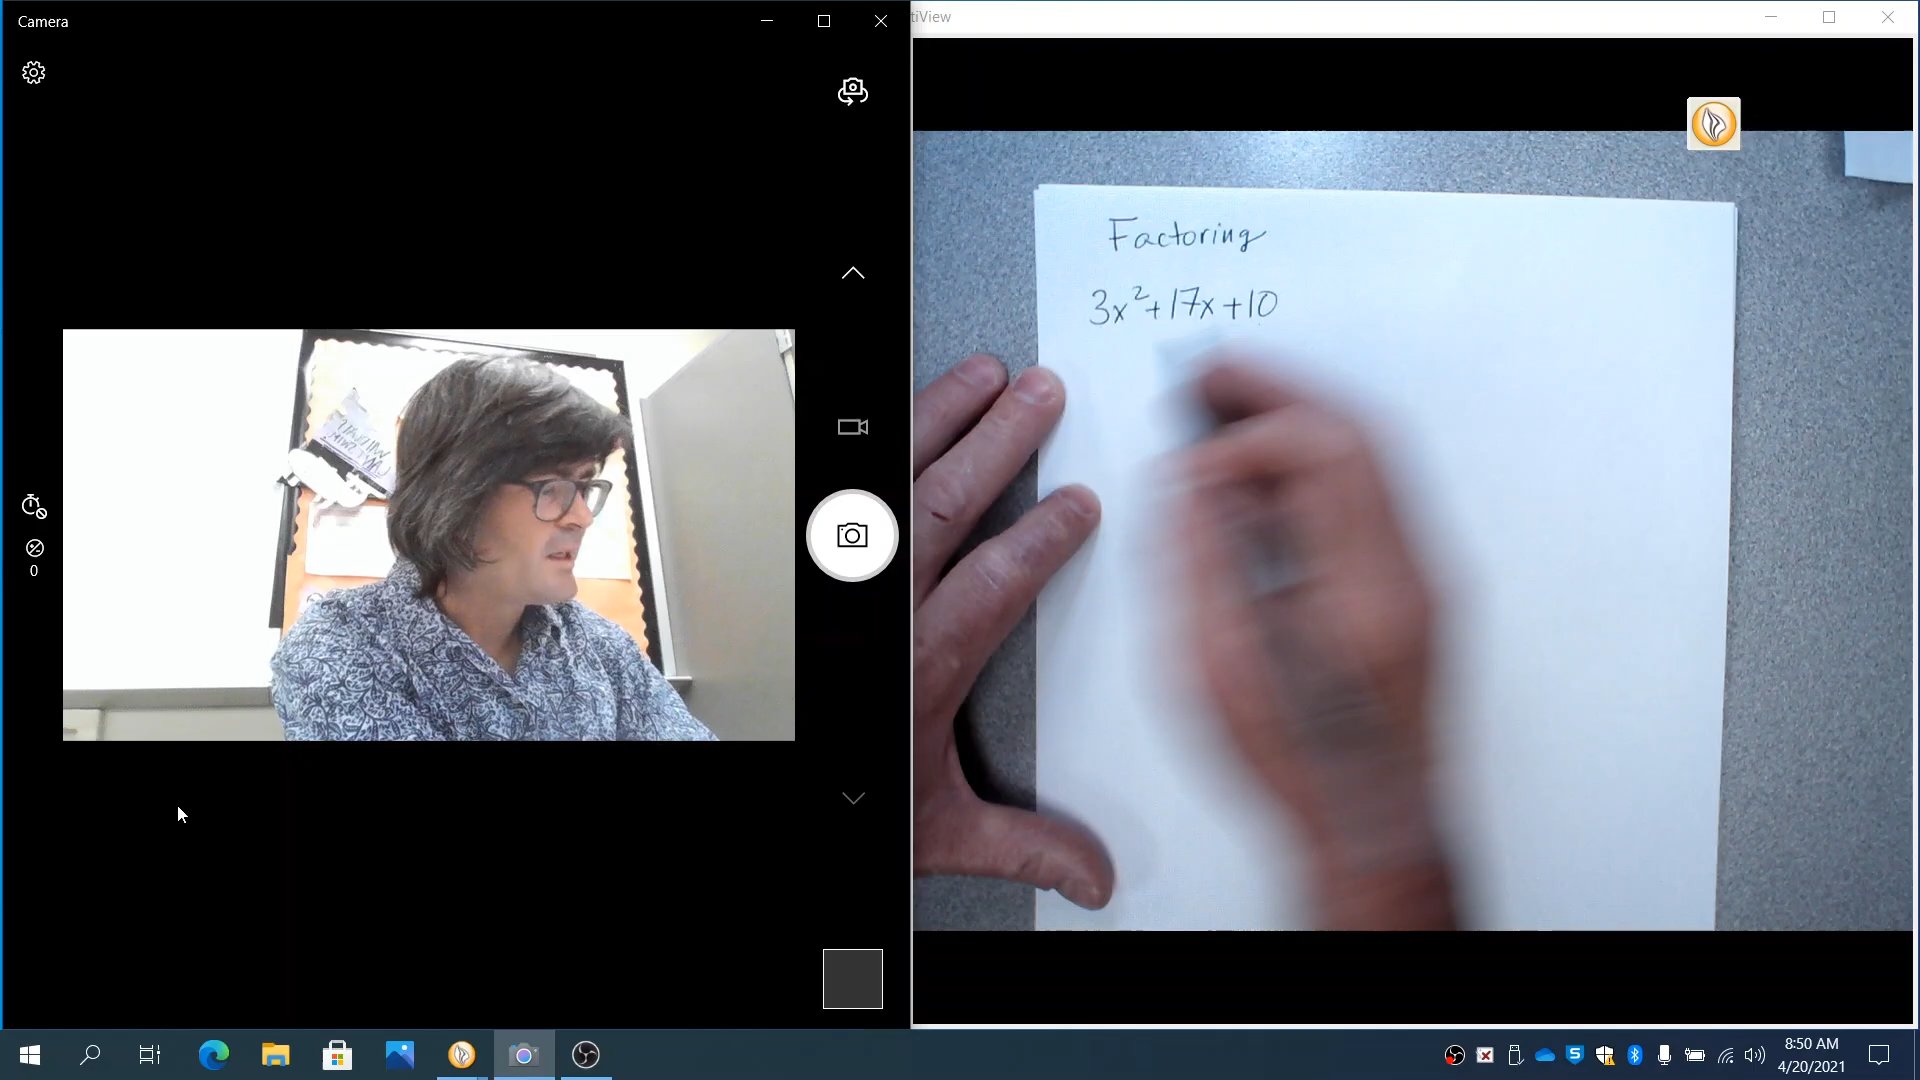 Camera
tiView
0
Factoring
3x²+17x+10
8:50 AM
4/20/2021